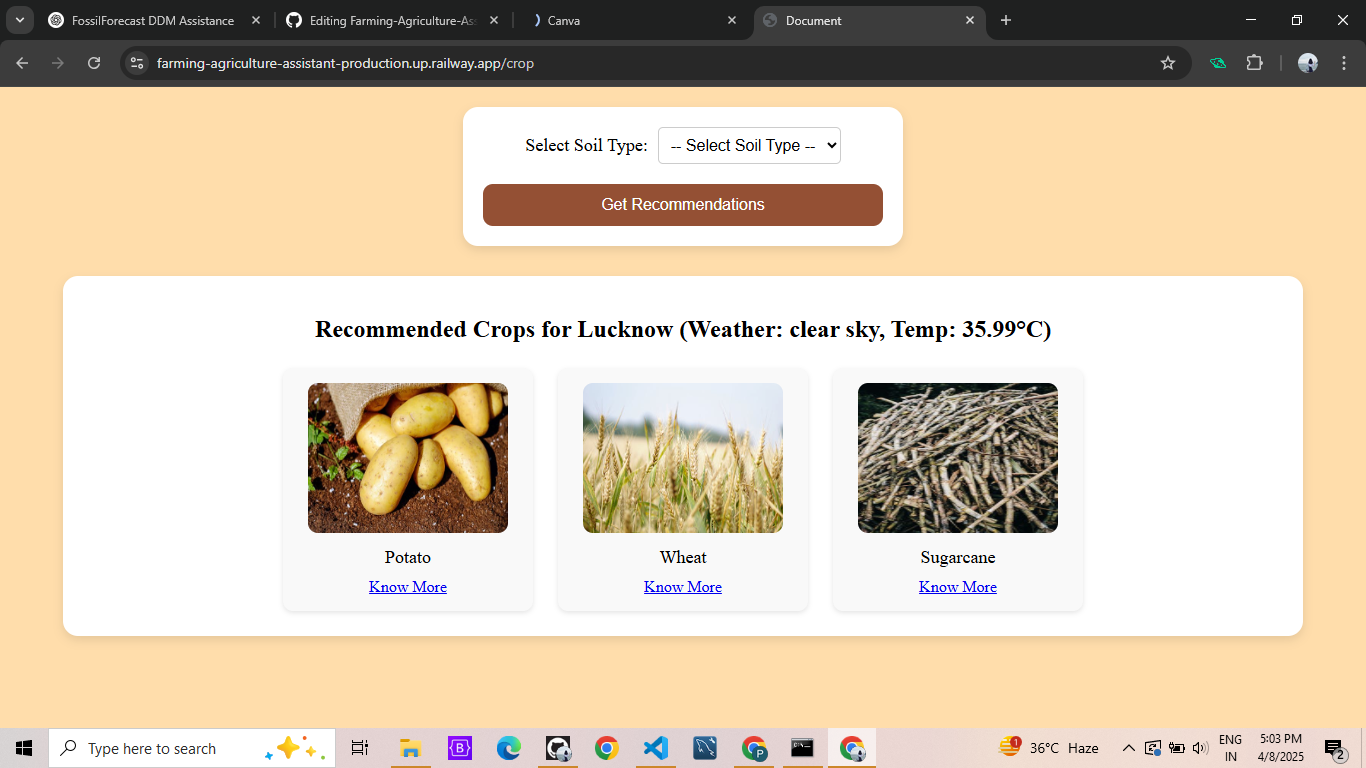 FossilForecast DDM Assistance
Editing Farming-Agriculture-As
Canva
Document
farming-agriculture-assistant-production.up.railway.app/crop
Select Soil Type: -- Select Soil Type --
Get Recommendations
Recommended Crops for Lucknow (Weather: clear sky, Temp: 35.99°C)
Potato Wheat Sugarcane
Know More Know More Know More
Type here to search
1
36°C Haze
ENG
IN
5:03 PM
4/8/2025
2
B
P